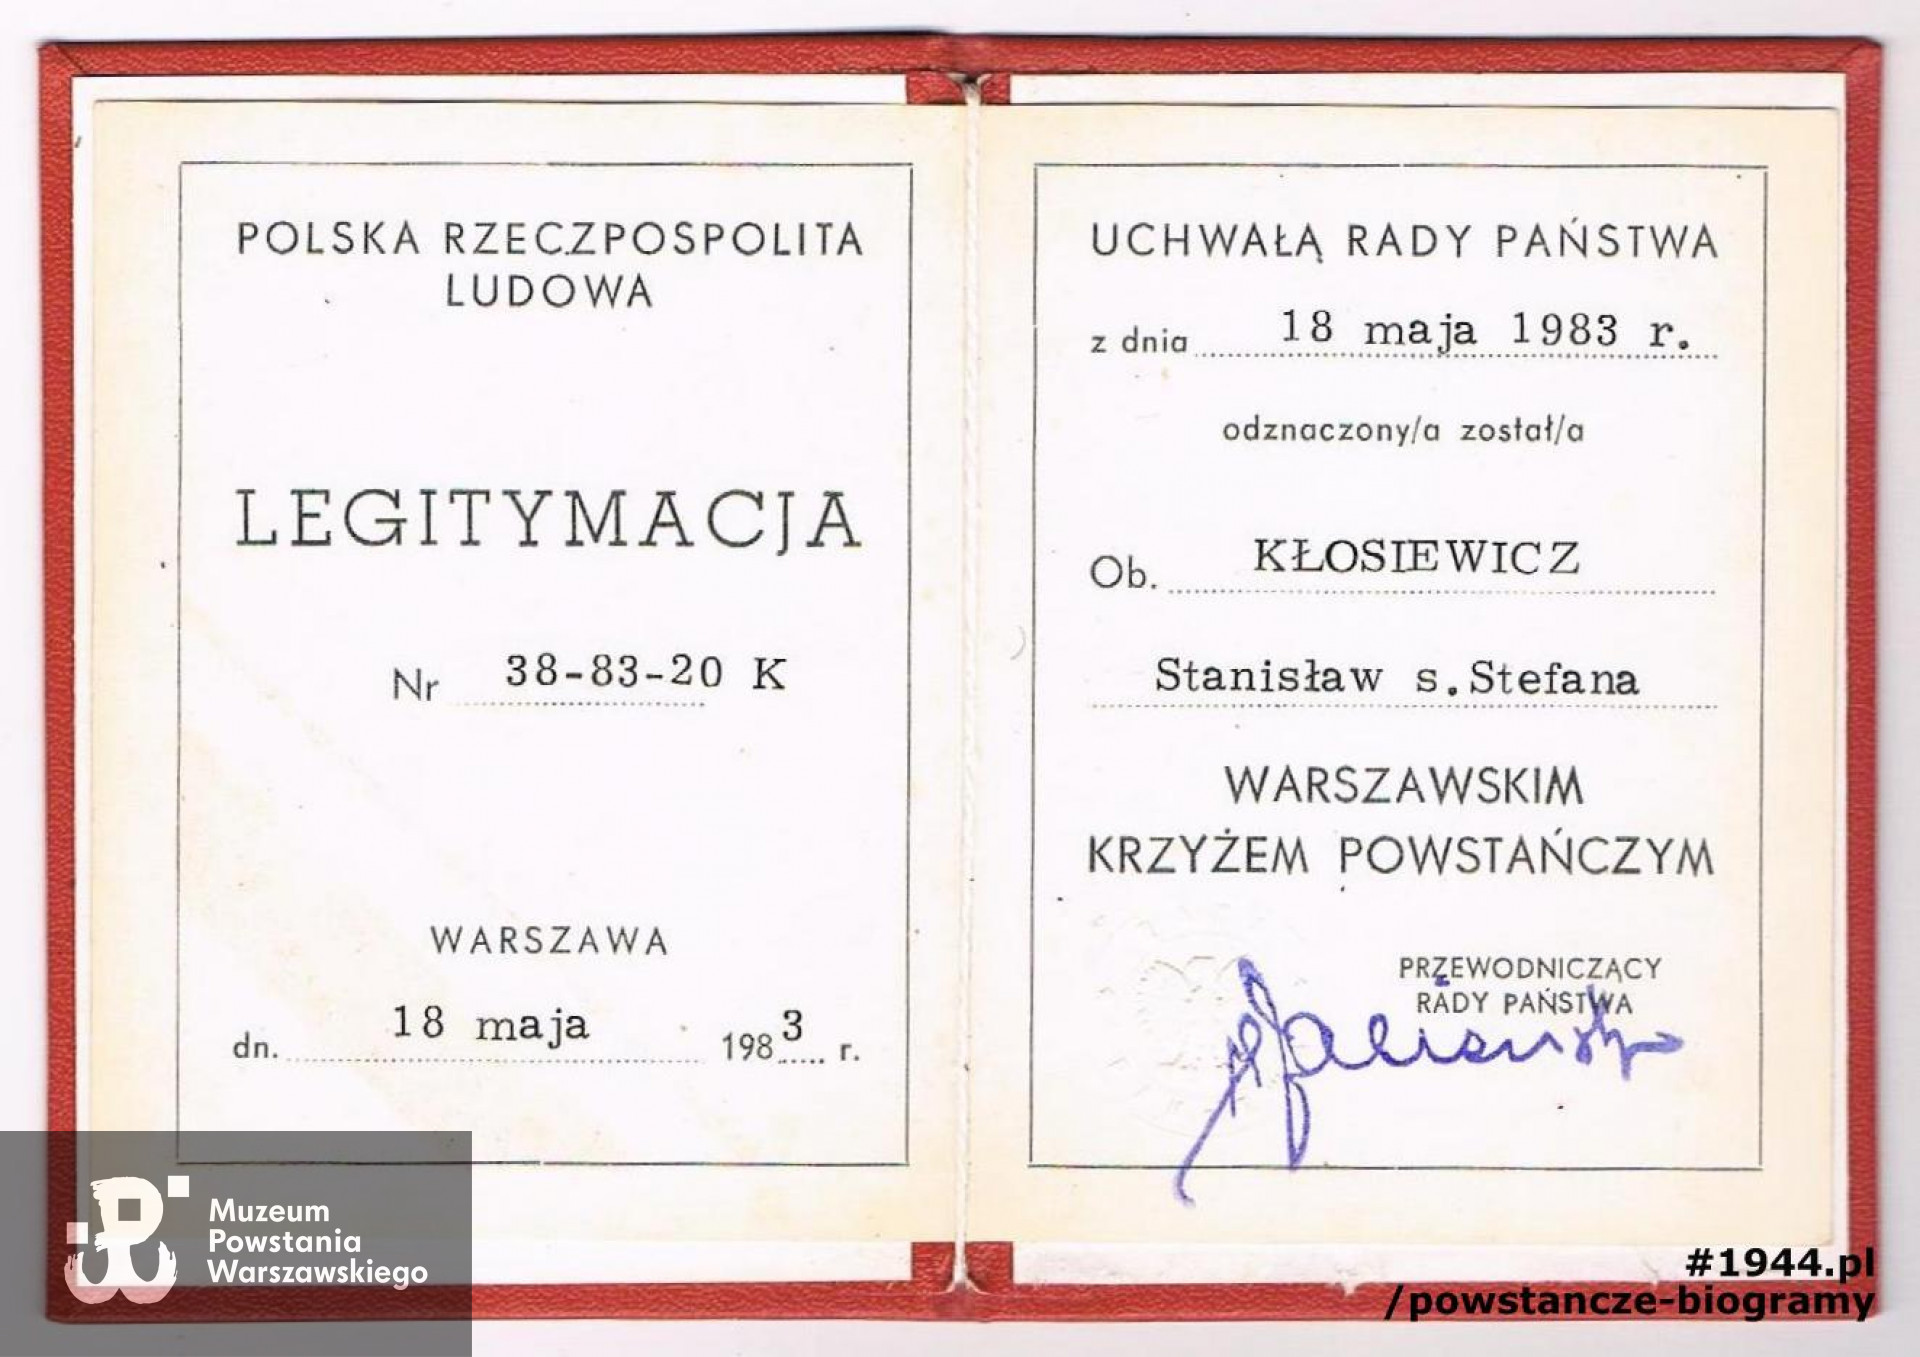 POLSKA RZECZPOSPOLITA
LUDOWA
LEGITYMACJA
Nr 38-83-20 K
WARSZAWA
dn. 18 maja 1983 r.
UCHWAŁĄ RADY PAŃSTWA
z dnia 18 maja 1983 r.
odznaczony/a został/a
Ob. KŁOSIEWICZ
Stanisław s.Stefana
WARSZAWSKIM
KRZYŻEM POWSTAŃCZYM
PRZEWODNICZĄCY
RADY PAŃSTWA
Muzeum
Powstania
Warszawskiego
#1944.pl
/powstancze-biogramy